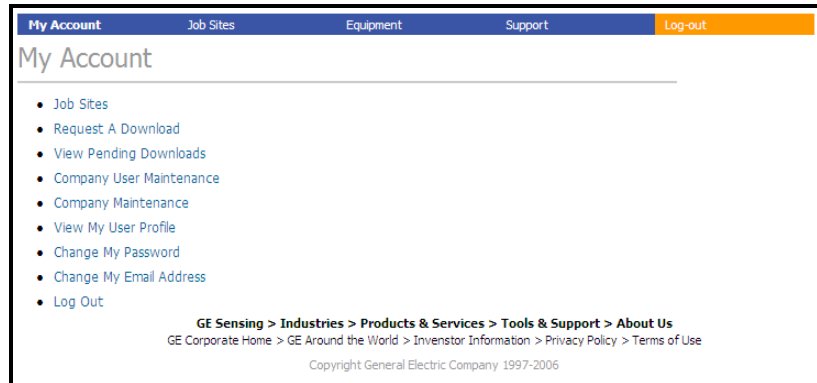 My Account Job Sites Equipment Support Log-out
My Account
• Job Sites
• Request A Download
• View Pending Downloads
• Company User Maintenance
• Company Maintenance
• View My User Profile
• Change My Password
• Change My Email Address
• Log Out
GE Sensing > Industries > Products & Services > Tools & Support > About Us
GE Corporate Home > GE Around the World > Invenstor Information > Privacy Policy > Terms of Use
Copyright General Electric Company 1997-2006